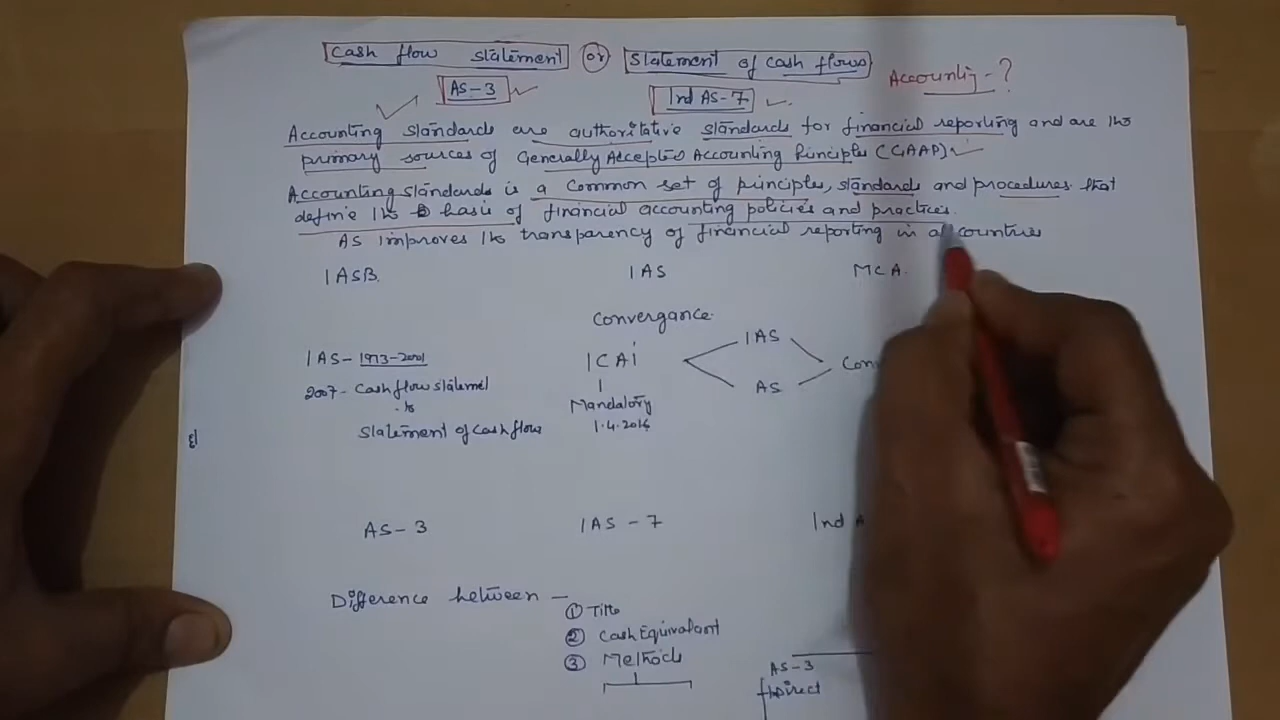 Cash flow statement or Statement of cash flows
Accounting - ?
AS-3 Ind AS-7
Accounting standards are authoritative standards for financial reporting and are the
primary sources of Generally Accepted Accounting Principles (GAAP)
Accounting standards is a common set of principles, standards and procedures that
define the basis of financial accounting policies and practices.
AS improves the transparency of financial reporting in all countries
IASB. IAS MCA.
Convergance.
IAS - 1973-2001 ICAI IAS
2007 - Cash flow statement AS
to Mandatory
Statement of cash flow 1.4.2016
AS-3 IAS-7 Ind
Difference between -
① Title
② Cash Equivalent
③ Methods
AS-3